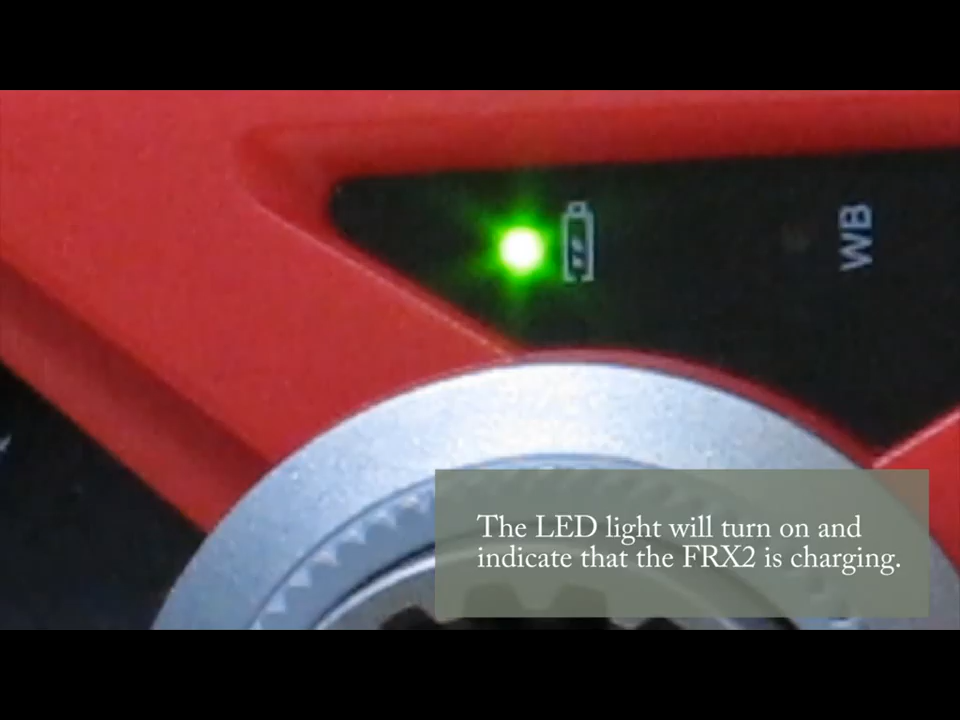 WB
The LED light will turn on and
indicate that the FRX2 is charging.